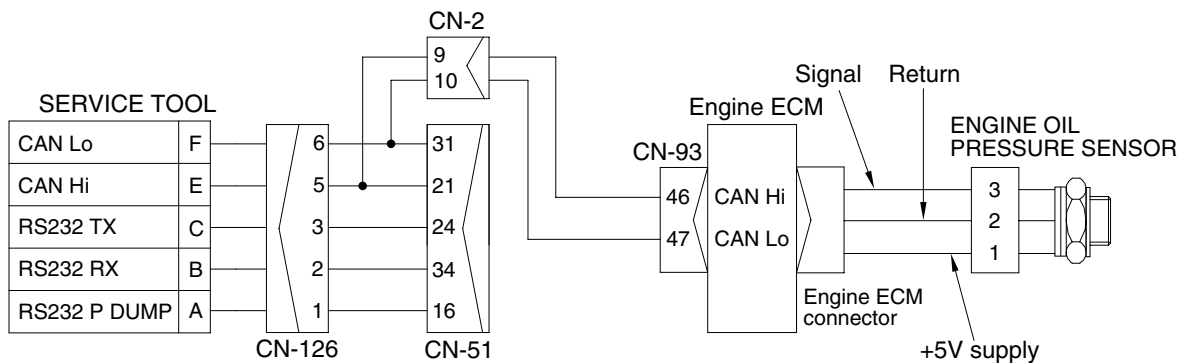 CN-2
9
10
Signal Return
SERVICE TOOL
Engine ECM
ENGINE OIL
PRESSURE SENSOR
CAN Lo F 6 31
CAN Hi E 5 21
RS232 TX C 3 24
RS232 RX B 2 34
RS232 P DUMP A 1 16
CN-126
CN-51
CN-93
46 CAN Hi
47 CAN Lo
3
2
1
Engine ECM
connector
+5V supply